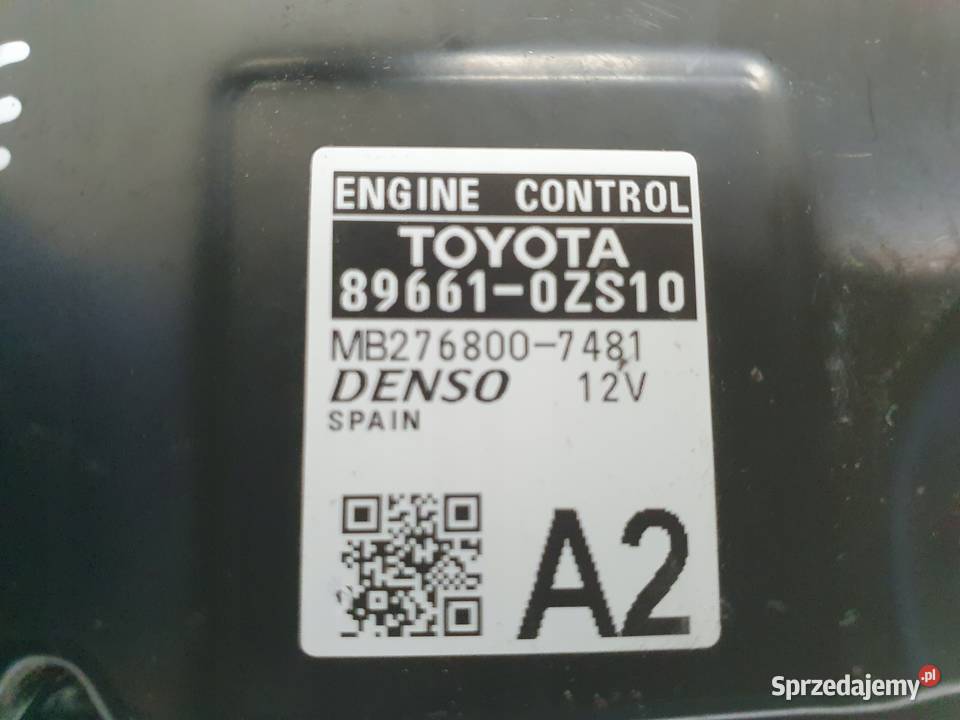 ENGINE CONTROL
TOYOTA
89661-0ZS10
MB276800-7481
DENSO 12V
SPAIN
A2
Sprzedajemy.pl